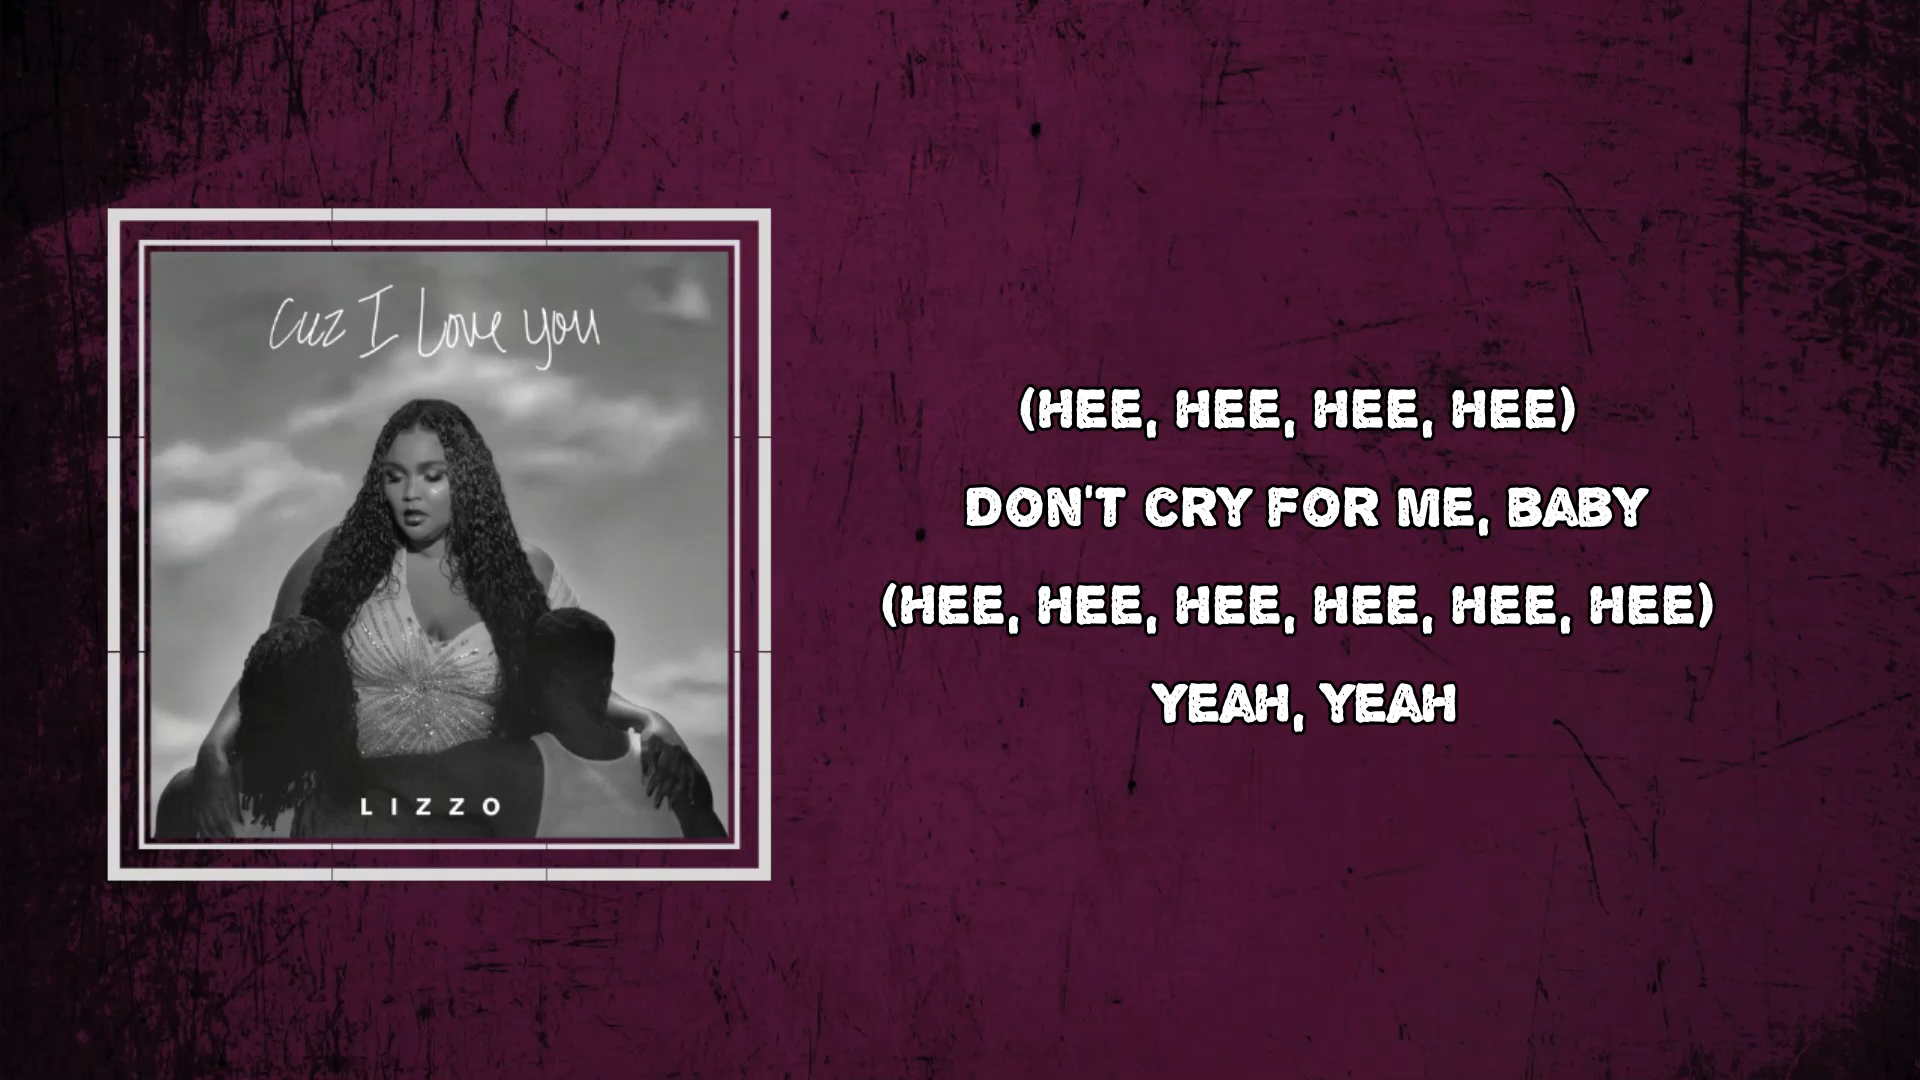 Cuz I Love You
LIZZO
(HEE, HEE, HEE, HEE)
DON'T CRY FOR ME, BABY
(HEE, HEE, HEE, HEE, HEE, HEE)
YEAH, YEAH